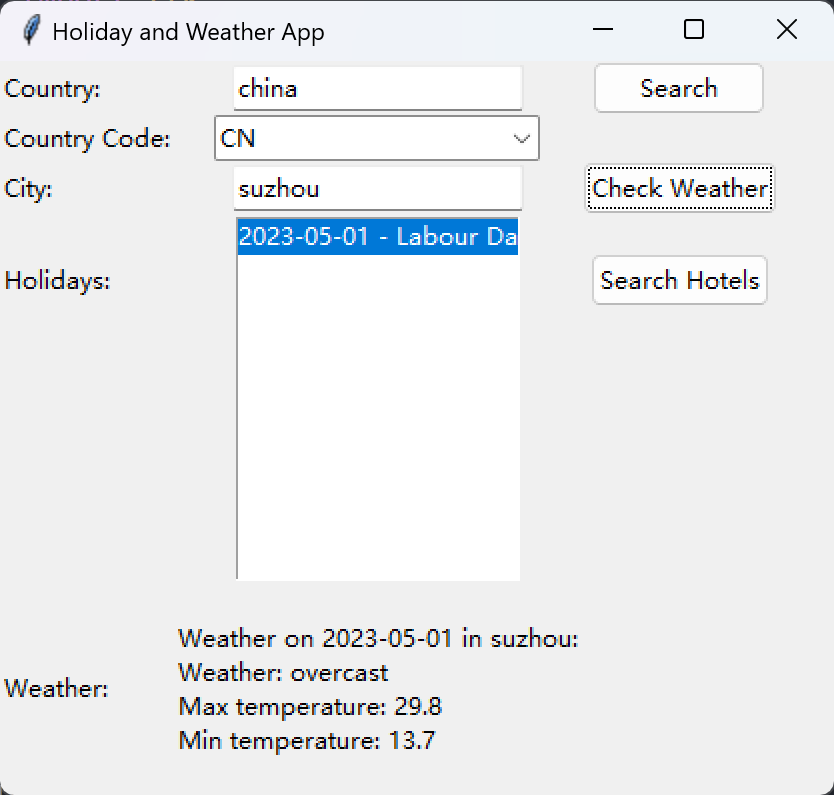 Holiday and Weather App
Country: china Search
Country Code: CN
City: suzhou Check Weather
2023-05-01 - Labour Da
Holidays: Search Hotels
Weather on 2023-05-01 in suzhou:
Weather: overcast
Weather:
Max temperature: 29.8
Min temperature: 13.7